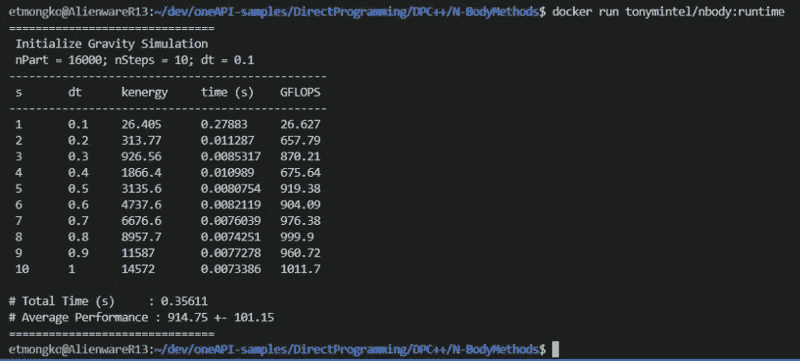 etmongko@AlienwareR13:~/dev/oneAPI-samples/DirectProgramming/DPC++/N-BodyMethods$ docker run tonymintel/nbody:runtime
===============================
Initialize Gravity Simulation
nPart = 16000; nSteps = 10; dt = 0.1
------------------------------------------------
s dt kenergy time (s) GFLOPS
------------------------------------------------
1 0.1 26.405 0.27883 26.627
2 0.2 313.77 0.011287 657.79
3 0.3 926.56 0.0085317 870.21
4 0.4 1866.4 0.010989 675.64
5 0.5 3135.6 0.0080754 919.38
6 0.6 4737.6 0.0082119 904.09
7 0.7 6676.6 0.0076039 976.38
8 0.8 8957.7 0.0074251 999.9
9 0.9 11587 0.0077278 960.72
10 1 14572 0.0073386 1011.7
# Total Time (s) : 0.35611
# Average Performance : 914.75 +- 101.15
===============================
etmongko@AlienwareR13:~/dev/oneAPI-samples/DirectProgramming/DPC++/N-BodyMethods$